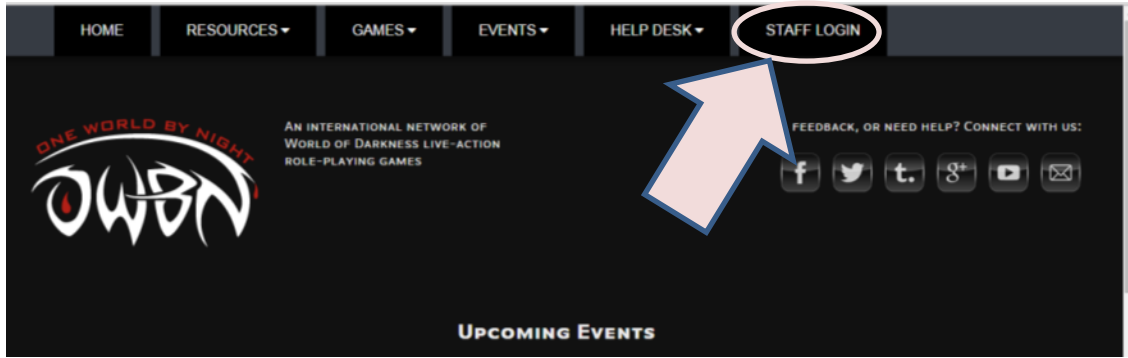 HOME RESOURCES GAMES EVENTS HELP DESK STAFF LOGIN
ONE WORLD BY NIGHT
OWBN
AN INTERNATIONAL NETWORK OF
WORLD OF DARKNESS LIVE-ACTION
ROLE-PLAYING GAMES
FEEDBACK, OR NEED HELP? CONNECT WITH US:
f t. g+
UPCOMING EVENTS